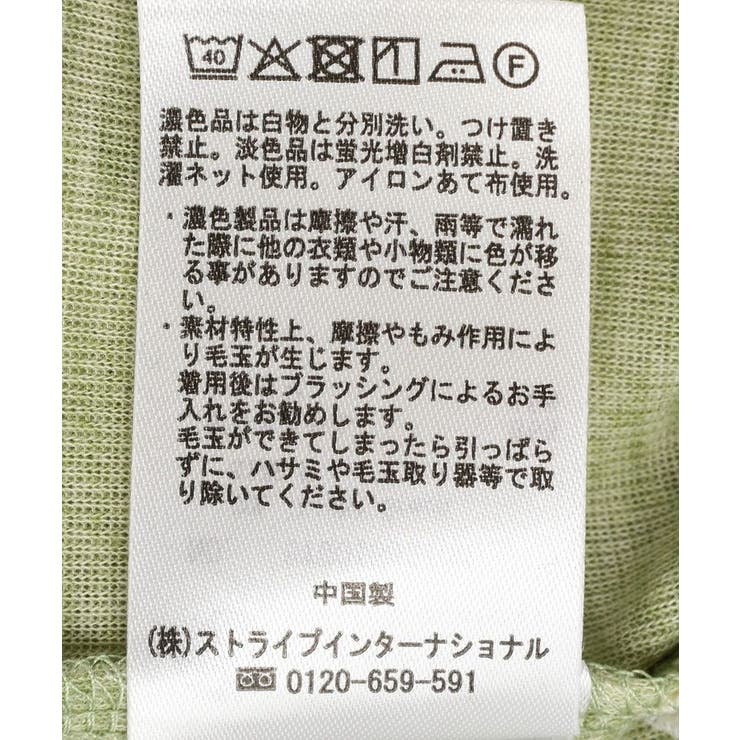 40 F
濃色品は白物と分別洗い。つけ置き
禁止。淡色品は蛍光増白剤禁止。洗
濯ネット使用。アイロンあて布使用。
・濃色製品は摩擦や汗、雨等で濡れ
た際に他の衣類や小物類に色が移
る事がありますのでご注意くださ
い。
・素材特性上、摩擦やもみ作用によ
り毛玉が生じます。
着用後はブラッシングによるお手
入れをお勧めします。
毛玉ができてしまったら引っぱら
ずに、ハサミや毛玉取り器等で取
り除いてください。
中国製
(株)ストライプインターナショナル
0120-659-591